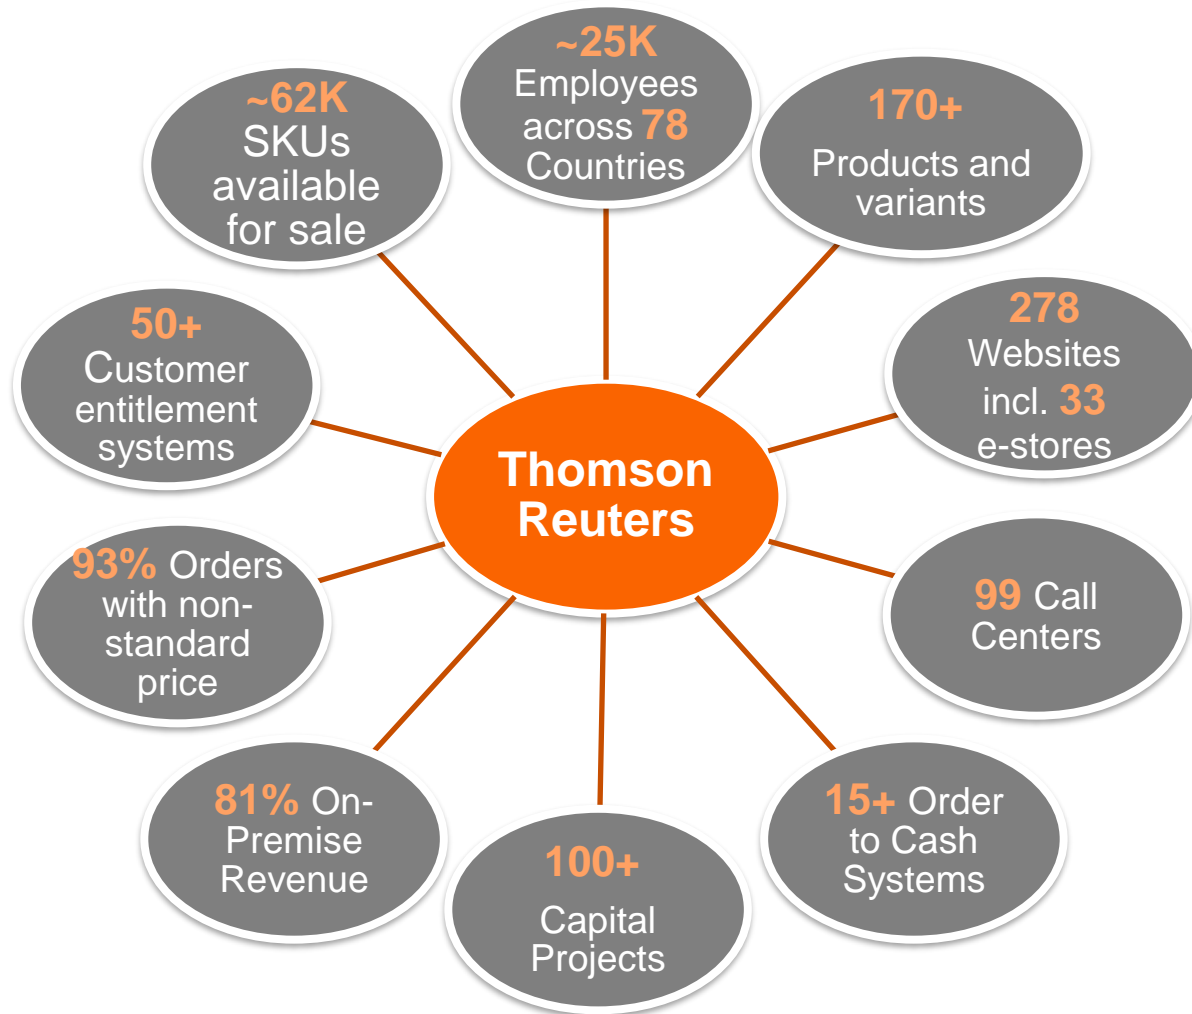 ~25K
Employees
across 78
Countries
170+
Products and
variants
278
Websites
incl. 33
e-stores
99 Call
Centers
15+ Order
to Cash
Systems
100+
Capital
Projects
81% On-
Premise
Revenue
93% Orders
with non-
standard
price
50+
Customer
entitlement
systems
~62K
SKUs
available
for sale
Thomson
Reuters